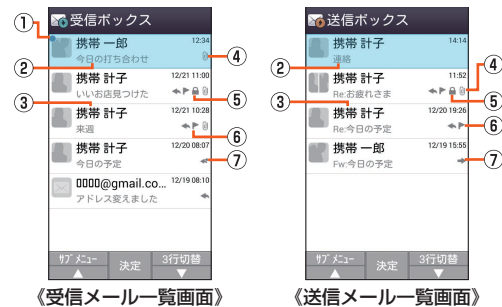 受信ボックス
①
携帯 一郎 12:34
②
今日の打ち合わせ
④
携帯 計子 12/21 11:00
いいお店見つけた
⑤
③
携帯 計子 12/21 10:28
来週
⑥
携帯 計子 12/20 08:07
今日の予定
⑦
□□□□@gmail.co... 12/19 08:10
アドレス変えました
ｻﾌﾞﾒﾆｭｰ 決定 3行切替
《受信メール一覧画面》
送信ボックス
携帯 計子 14:14
②
連絡
④
携帯 計子 11:52
Re:お疲れさま
⑤
③
携帯 計子 12/20 19:26
Re:今日の予定
⑥
携帯 一郎 12/19 15:55
Fw:今日の予定
⑦
ｻﾌﾞﾒﾆｭｰ 決定 3行切替
《送信メール一覧画面》